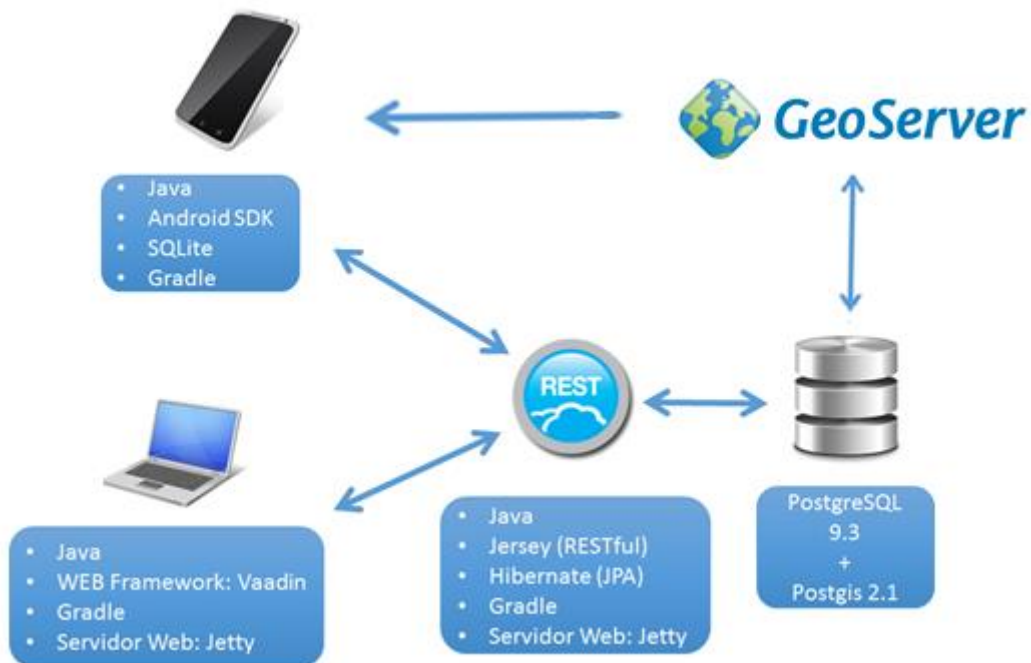 GeoServer
• Java
• Android SDK
• SQLite
• Gradle
REST
• Java
• WEB Framework: Vaadin
• Gradle
• Servidor Web: Jetty
• Java
• Jersey (RESTful)
• Hibernate (JPA)
• Gradle
• Servidor Web: Jetty
PostgreSQL
9.3
+
Postgis 2.1